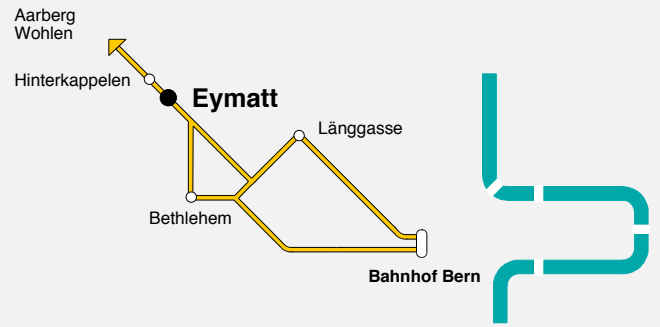 Aarberg
Wohlen
Hinterkappelen
Eymatt
Länggasse
Bethlehem
Bahnhof Bern